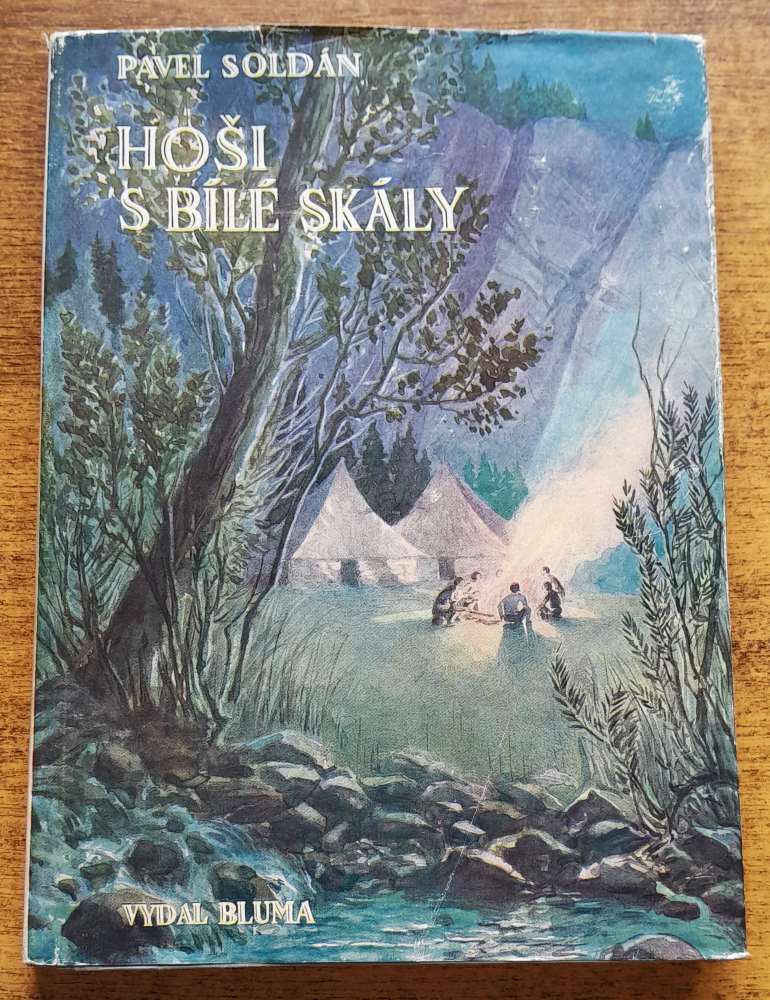 PAVEL SOLDÁN
HOŠI
S BÍLÉ SKÁLY
VYDAL BLUMA